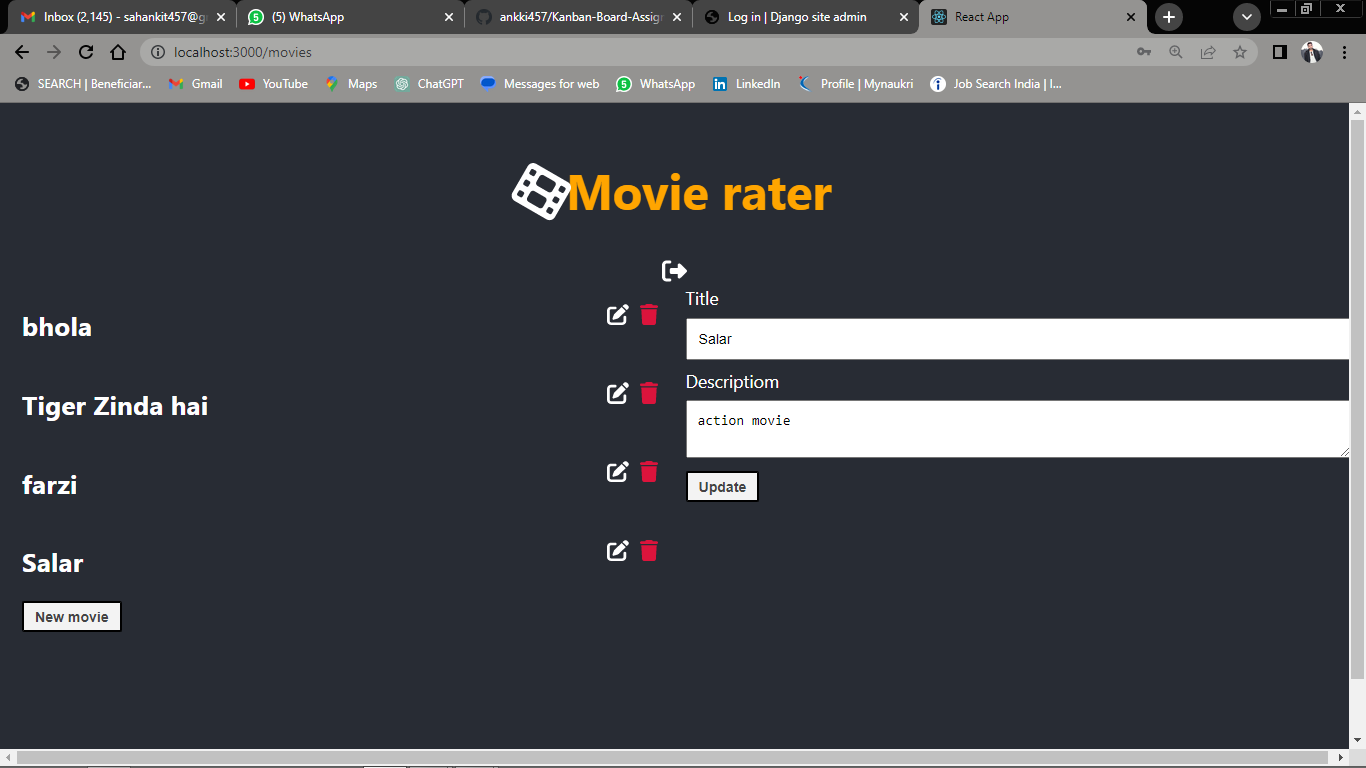 Inbox (2,145) - sahankit457@g
(5) WhatsApp
ankki457/Kanban-Board-Assig
Log in | Django site admin
React App
localhost:3000/movies
SEARCH | Beneficiar...
Gmail
YouTube
Maps
ChatGPT
Messages for web
WhatsApp
LinkedIn
Profile | Mynaukri
Job Search India | I...
Movie rater
bhola
Tiger Zinda hai
farzi
Salar
New movie
Title
Salar
Descriptiom
action movie
Update